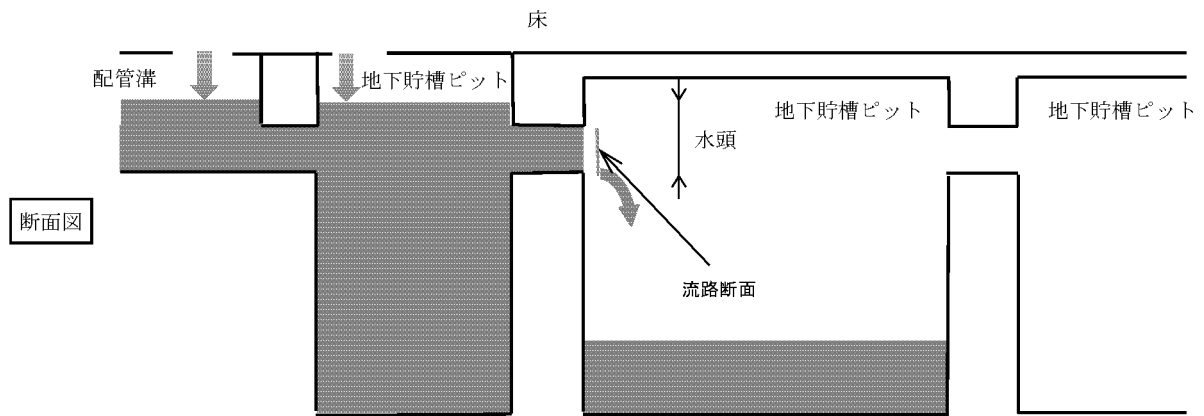 床
配管溝
地下貯槽ピット
地下貯槽ピット
地下貯槽ピット
水頭
断面図
流路断面